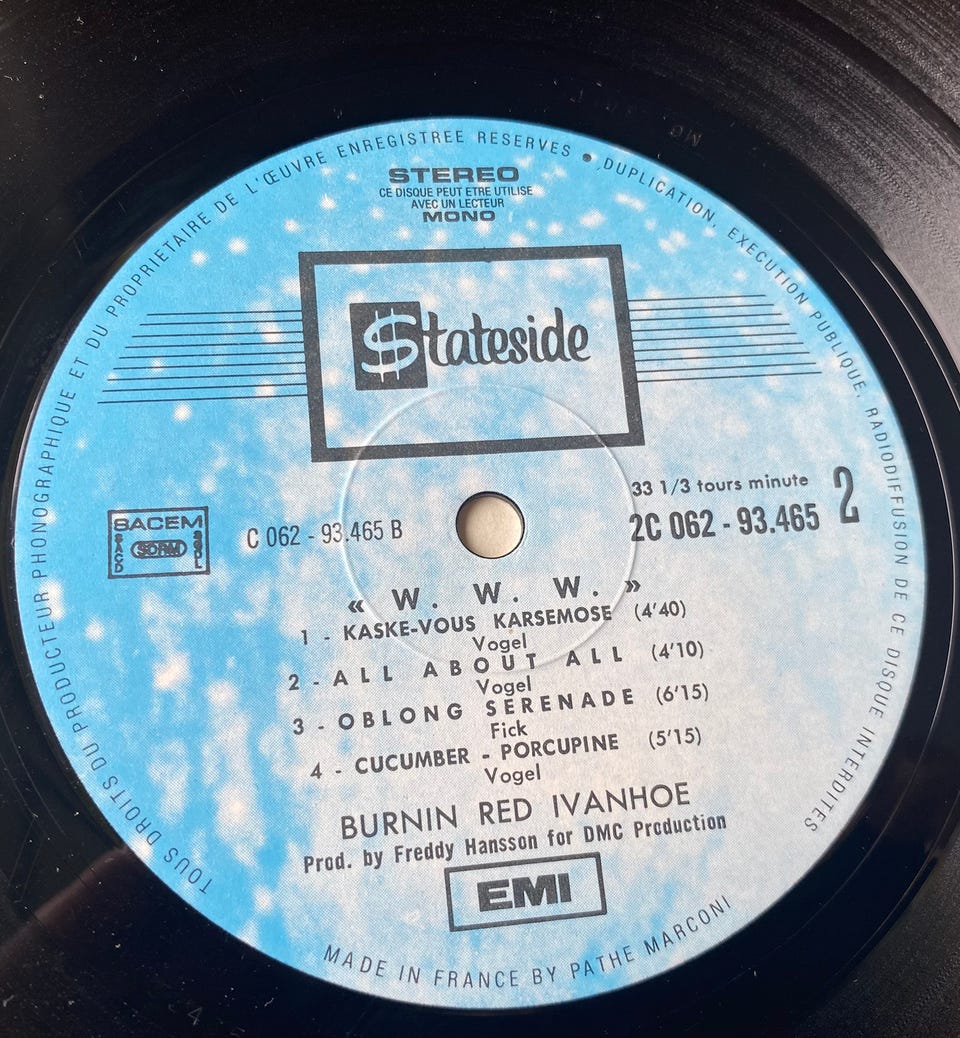 TOUS DROITS DU PRODUCTEUR PHONOGRAPHIQUE ET DU PROPRIETAIRE DE L'ŒUVRE ENREGISTREE RESERVES • DUPLICATION, EXECUTION PUBLIQUE, RADIODIFFUSION DE CE DISQUE INTERDITES
STEREO
CE DISQUE PEUT ETRE UTILISE
AVEC UN LECTEUR
MONO
$tateside
33 1/3 tours minute
2
SACEM
SACD SDRM SGDL
C 062 - 93.465 B
2C 062 - 93.465
« W. W. W. »
1 - KASKE-VOUS KARSEMOSE (4'40)
Vogel
2 - ALL ABOUT ALL (4'10)
Vogel
3 - OBLONG SERENADE (6'15)
Fick
4 - CUCUMBER - PORCUPINE (5'15)
Vogel
BURNIN RED IVANHOE
Prod. by Freddy Hansson for DMC Production
EMI
MADE IN FRANCE BY PATHE MARCONI